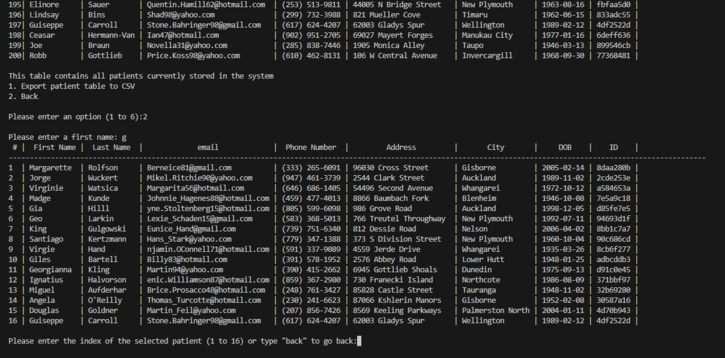 195| Elinore | Sauer | Quentin.Hamill62@hotmail.com | (253) 513-9811 | 44005 N Bridge Street | New Plymouth | 1963-08-16 | fbfaa5d0 |
196| Lindsay | Bins | Shad98@yahoo.com | (299) 732-3988 | 821 Mueller Cove | Timaru | 1962-06-15 | 833adc55 |
197| Guiseppe | Carroll | Stone.Bahringer98@gmail.com | (617) 624-4207 | 62003 Gladys Spur | Wellington | 1989-02-12 | 4df2522d |
198| Ceasar | Hermann-Van | Ian47@hotmail.com | (902) 951-2705 | 69027 Mayert Forges | Manukau City | 1977-01-16 | 6deff636 |
199| Joe | Braun | Novella31@yahoo.com | (285) 838-7446 | 1905 Monica Alley | Taupo | 1946-03-13 | 899546cb |
200| Robb | Gottlieb | Price.Koss98@yahoo.com | (610) 462-8131 | 106 W Central Avenue | Invercargill | 1968-09-30 | 77368481 |
This table contains all patients currently stored in the system
1. Export patient table to CSV
2. Back
Please enter an option (1 to 6):2
Please enter a first name: g
# | First Name | Last Name | email | Phone Number | Address | City | DOB | ID |
1 | Margarette | Rolfson | Berneice81@gmail.com | (333) 265-6091 | 96030 Cross Street | Gisborne | 2005-02-14 | 8daa280b |
2 | Jorge | Wuckert | Mikel.Ritchie90@yahoo.com | (947) 461-3739 | 2544 Clark Street | Auckland | 1989-11-02 | 2cde253e |
3 | Virginie | Watsica | Margarita56@hotmail.com | (646) 686-1405 | 54496 Second Avenue | Whangarei | 1972-10-12 | a584653a |
4 | Madge | Kunde | Johnnie_Hagenes88@hotmail.com | (459) 477-4013 | 8866 Baumbach Fork | Blenheim | 1946-10-08 | 7e5a9c18 |
5 | Gia | Hilll | yne.Stoltenberg15@hotmail.com | (805) 599-6098 | 986 Grove Road | Auckland | 1998-12-05 | d85fe7e5 |
6 | Geo | Larkin | Lexie_Schaden15@gmail.com | (583) 368-5013 | 766 Treutel Throughway | New Plymouth | 1992-07-11 | 94693d1f |
7 | King | Gulgowski | Eunice_Hand@gmail.com | (739) 751-6340 | 812 Dessie Road | Nelson | 2006-04-02 | 8bb1c7a7 |
8 | Santiago | Kertzmann | Hans_Stark@yahoo.com | (779) 347-1388 | 373 S Division Street | New Plymouth | 1960-10-04 | 90c686cd |
9 | Virgie | Hand | njamin.OConnell71@hotmail.com | (591) 337-9089 | 4559 Jerde Drive | Whangarei | 1935-03-26 | 8cb6f277 |
10 | Giles | Bartell | Billy83@hotmail.com | (391) 578-1952 | 2576 Abbey Road | Lower Hutt | 1948-01-25 | adbcddb3 |
11 | Georgianna | Kling | Martin94@yahoo.com | (390) 415-2662 | 6945 Gottlieb Shoals | Dunedin | 1975-09-13 | d91c0e45 |
12 | Ignatius | Halvorson | enic.Williamson87@hotmail.com | (859) 367-2980 | 730 Franecki Island | Northcote | 1986-08-09 | 371bbf97 |
13 | Miguel | Aufderhar | Brice.Prosacco48@hotmail.com | (248) 761-3427 | 85828 Castle Street | Tauranga | 1948-11-02 | 32b69280 |
14 | Angela | O'Reilly | Thomas_Turcotte@hotmail.com | (230) 241-6623 | 87066 Kshlerin Manors | Gisborne | 1952-02-08 | 30587a16 |
15 | Douglas | Goldner | Martin_Feil@yahoo.com | (207) 856-7426 | 8569 Keeling Parkways | Palmerston North | 2004-01-11 | 4d70b943 |
16 | Guiseppe | Carroll | Stone.Bahringer98@gmail.com | (617) 624-4207 | 62003 Gladys Spur | Wellington | 1989-02-12 | 4df2522d |
Please enter the index of the selected patient (1 to 16) or type "back" to go back: